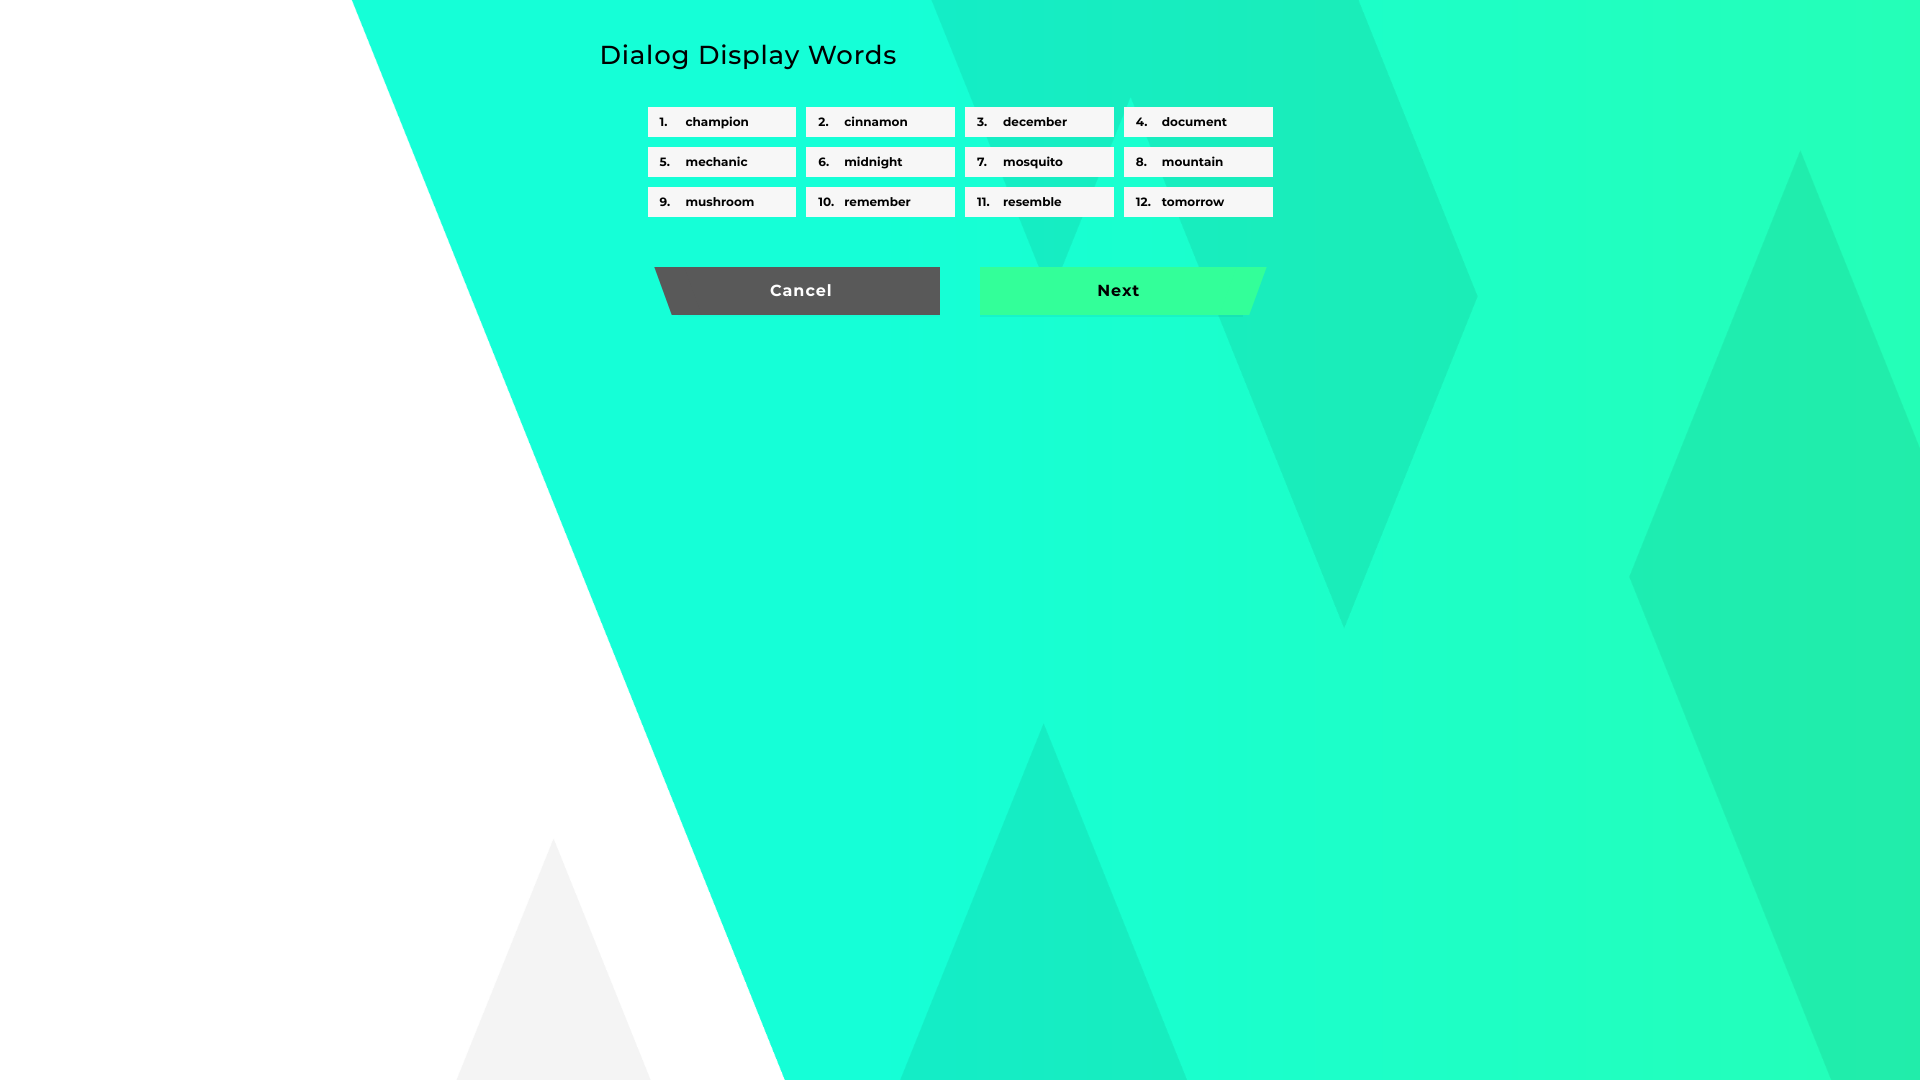 Dialog Display Words
1. champion 2. cinnamon 3. december 4. document
5. mechanic 6. midnight 7. mosquito 8. mountain
9. mushroom 10. remember 11. resemble 12. tomorrow
Cancel Next